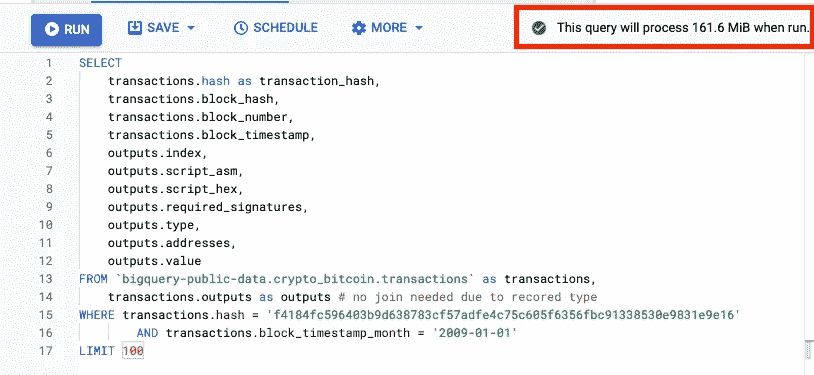 RUN SAVE SCHEDULE MORE This query will process 161.6 MiB when run.
1 SELECT
2 transactions.hash as transaction_hash,
3 transactions.block_hash,
4 transactions.block_number,
5 transactions.block_timestamp,
6 outputs.index,
7 outputs.script_asm,
8 outputs.script_hex,
9 outputs.required_signatures,
10 outputs.type,
11 outputs.addresses,
12 outputs.value
13 FROM `bigquery-public-data.crypto_bitcoin.transactions` as transactions,
14 transactions.outputs as outputs # no join needed due to recored type
15 WHERE transactions.hash = 'f4184fc596403b9d638783cf57adfe4c75c605f6356fbc91338530e9831e9e16'
16 AND transactions.block_timestamp_month = '2009-01-01'
17 LIMIT 100